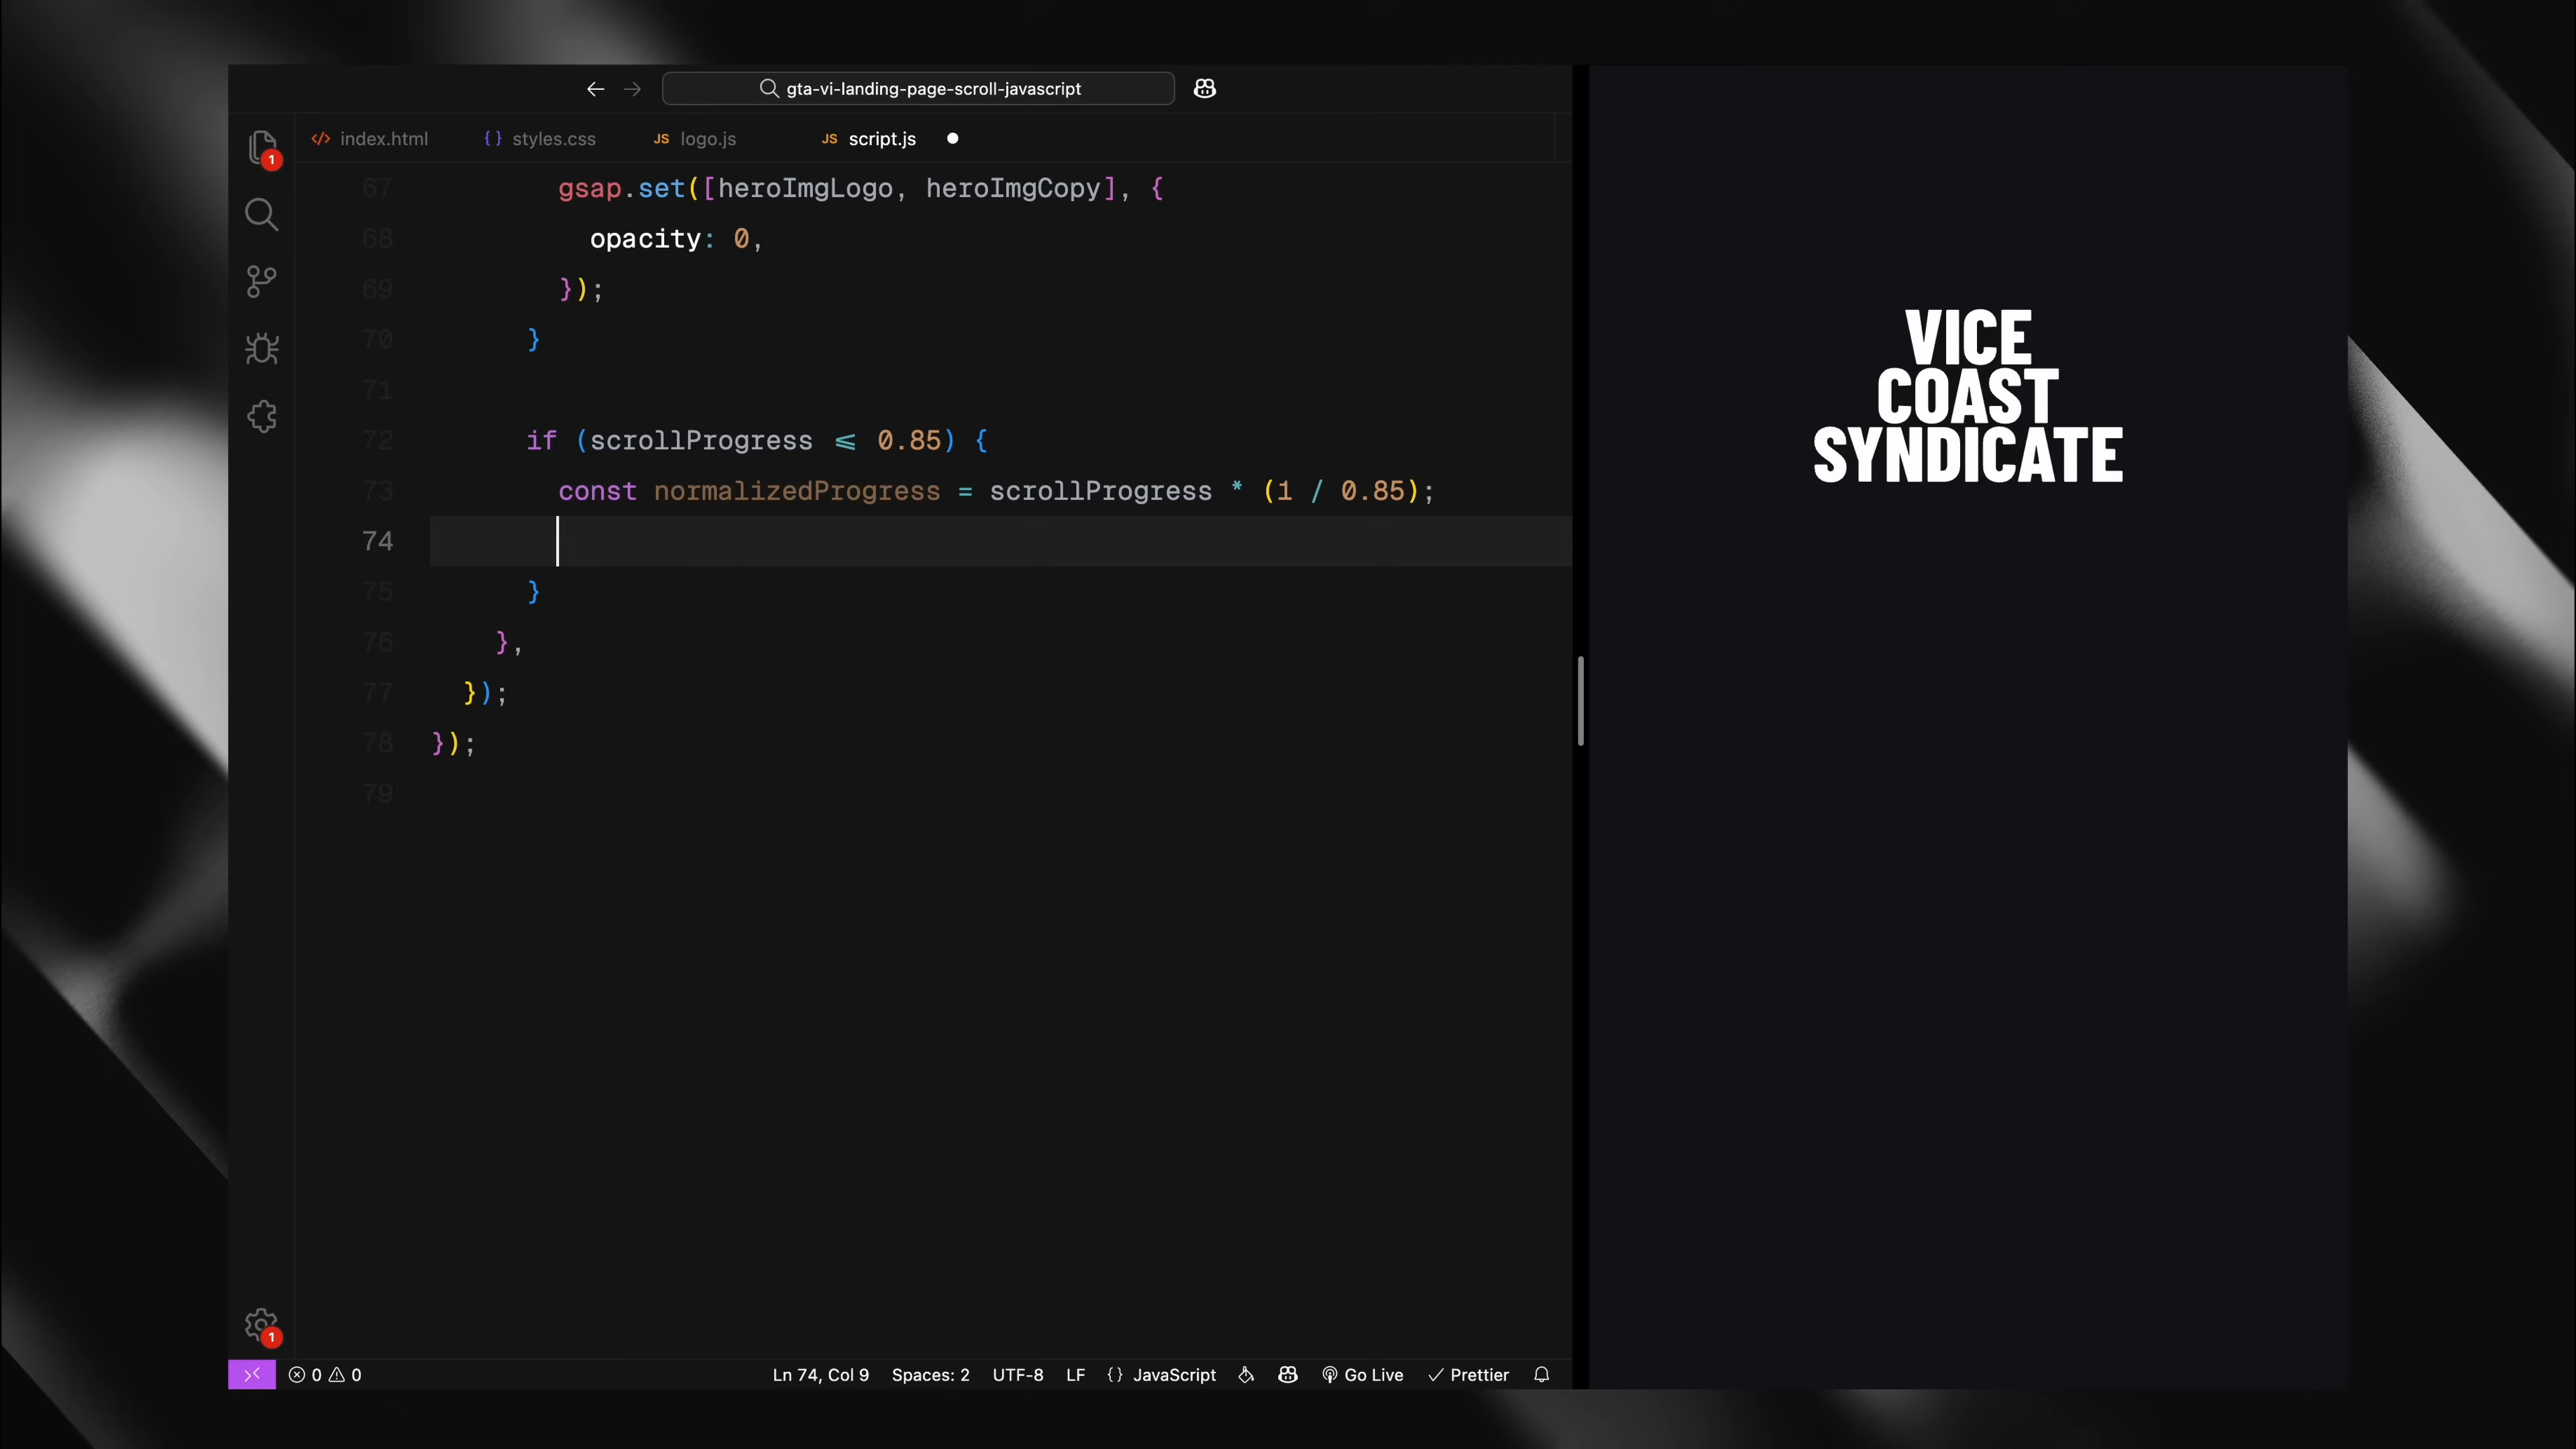 gta-vi-landing-page-scroll-javascript
1
</> index.html
{ } styles.css
JS logo.js
JS script.js
67 gsap.set([heroImgLogo, heroImgCopy], {
68 opacity: 0,
69 });
70 }
71
72 if (scrollProgress ⩽ 0.85) {
73 const normalizedProgress = scrollProgress * (1 / 0.85);
74
75 }
76 },
77 });
78 });
79
1
0 0
Ln 74, Col 9
Spaces: 2
UTF-8
LF
{ } JavaScript
Go Live
Prettier
VICE
COAST
SYNDICATE